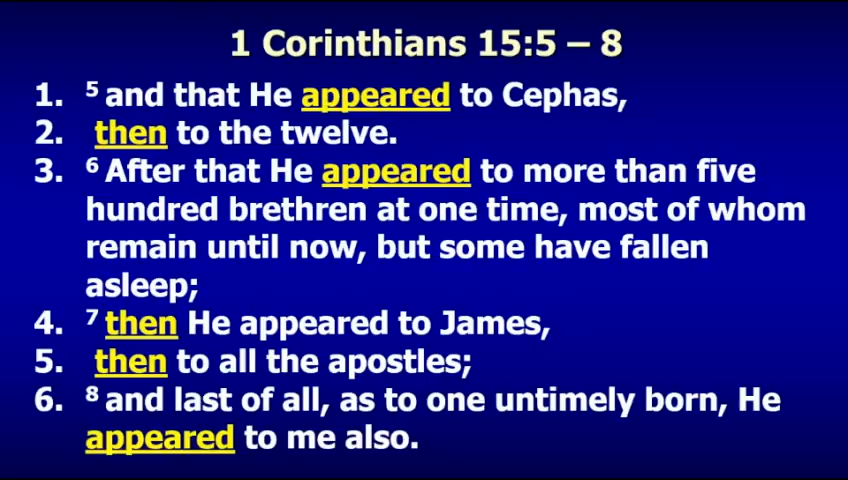 1 Corinthians 15:5 – 8
1. ⁵ and that He appeared to Cephas,
2. then to the twelve.
3. ⁶ After that He appeared to more than five
hundred brethren at one time, most of whom
remain until now, but some have fallen
asleep;
4. ⁷ then He appeared to James,
5. then to all the apostles;
6. ⁸ and last of all, as to one untimely born, He
appeared to me also.